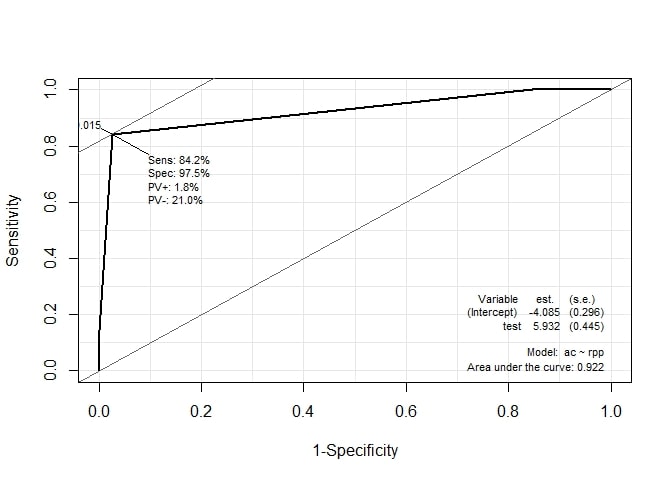 1.0
0.8
0.6
0.4
0.2
0.0
Sensitivity
.015
Sens: 84.2%
Spec: 97.5%
PV+: 1.8%
PV-: 21.0%
Variable est. (s.e.)
(Intercept) -4.085 (0.296)
test 5.932 (0.445)
Model: ac ~ rpp
Area under the curve: 0.922
0.0 0.2 0.4 0.6 0.8 1.0
1-Specificity